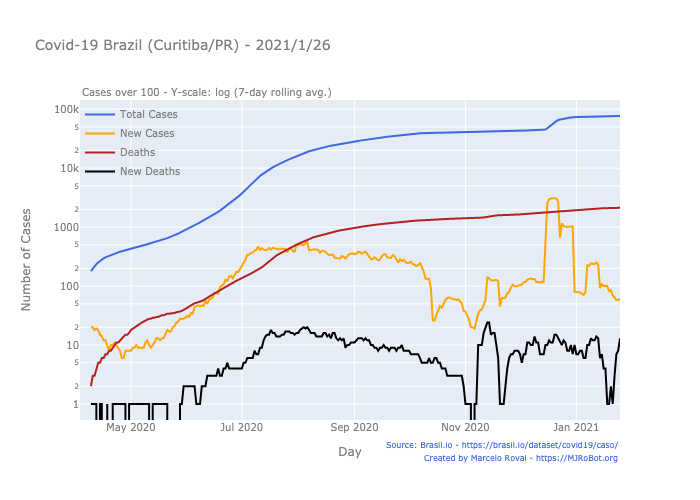 Covid-19 Brazil (Curitiba/PR) - 2021/1/26
Cases over 100 - Y-scale: log (7-day rolling avg.)
Total Cases
New Cases
Deaths
New Deaths
100k
5
2
10k
5
2
1000
5
2
100
5
2
10
5
2
1
Number of Cases
May 2020
Jul 2020
Sep 2020
Nov 2020
Jan 2021
Day
Source: Brasil.io - https://brasil.io/dataset/covid19/caso/
Created by Marcelo Rovai - https://MJRoBot.org